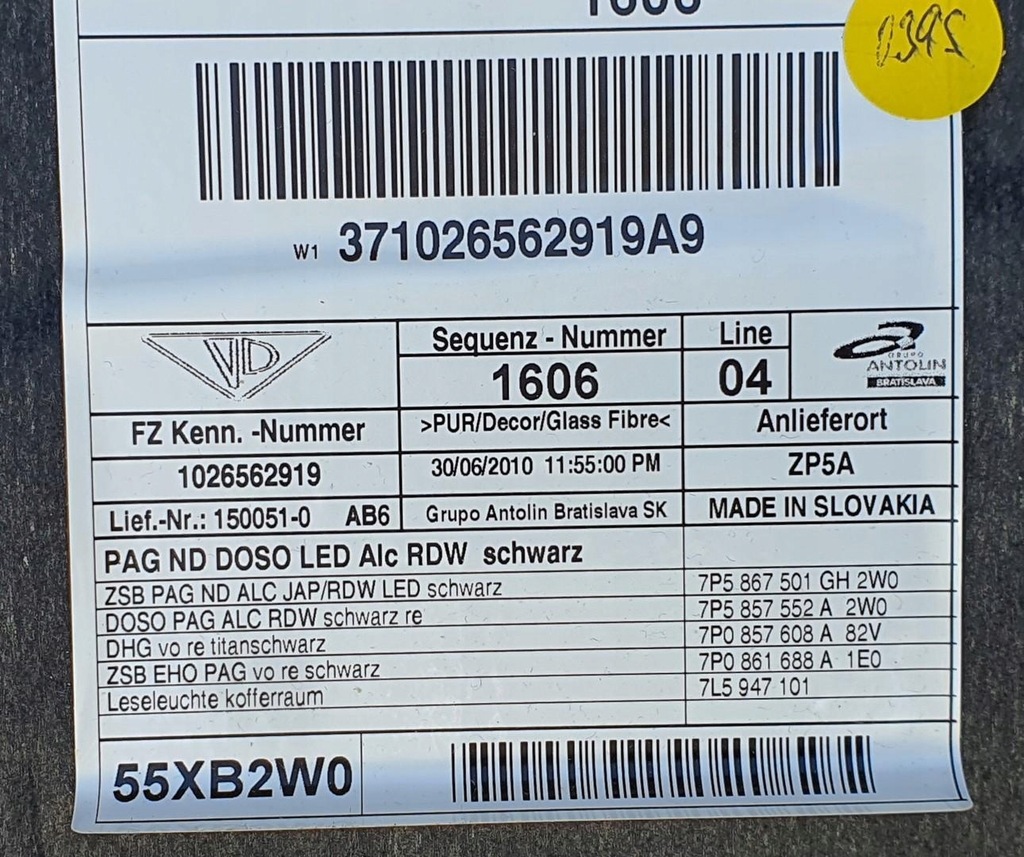 1606
W1 371026562919A9
Sequenz - Nummer
Line
1606
04
GRUPO
ANTOLIN
BRATISLAVA
FZ Kenn. -Nummer
>PUR/Decor/Glass Fibre<
Anlieferort
1026562919
30/06/2010 11:55:00 PM
ZP5A
Lief.-Nr.: 150051-0 AB6
Grupo Antolin Bratislava SK
MADE IN SLOVAKIA
PAG ND DOSO LED Alc RDW schwarz
ZSB PAG ND ALC JAP/RDW LED schwarz 7P5 867 501 GH 2W0
DOSO PAG ALC RDW schwarz re 7P5 857 552 A 2W0
DHG vo re titanschwarz 7P0 857 608 A 82V
ZSB EHO PAG vo re schwarz 7P0 861 688 A 1E0
Leseleuchte kofferraum 7L5 947 101
55XB2W0